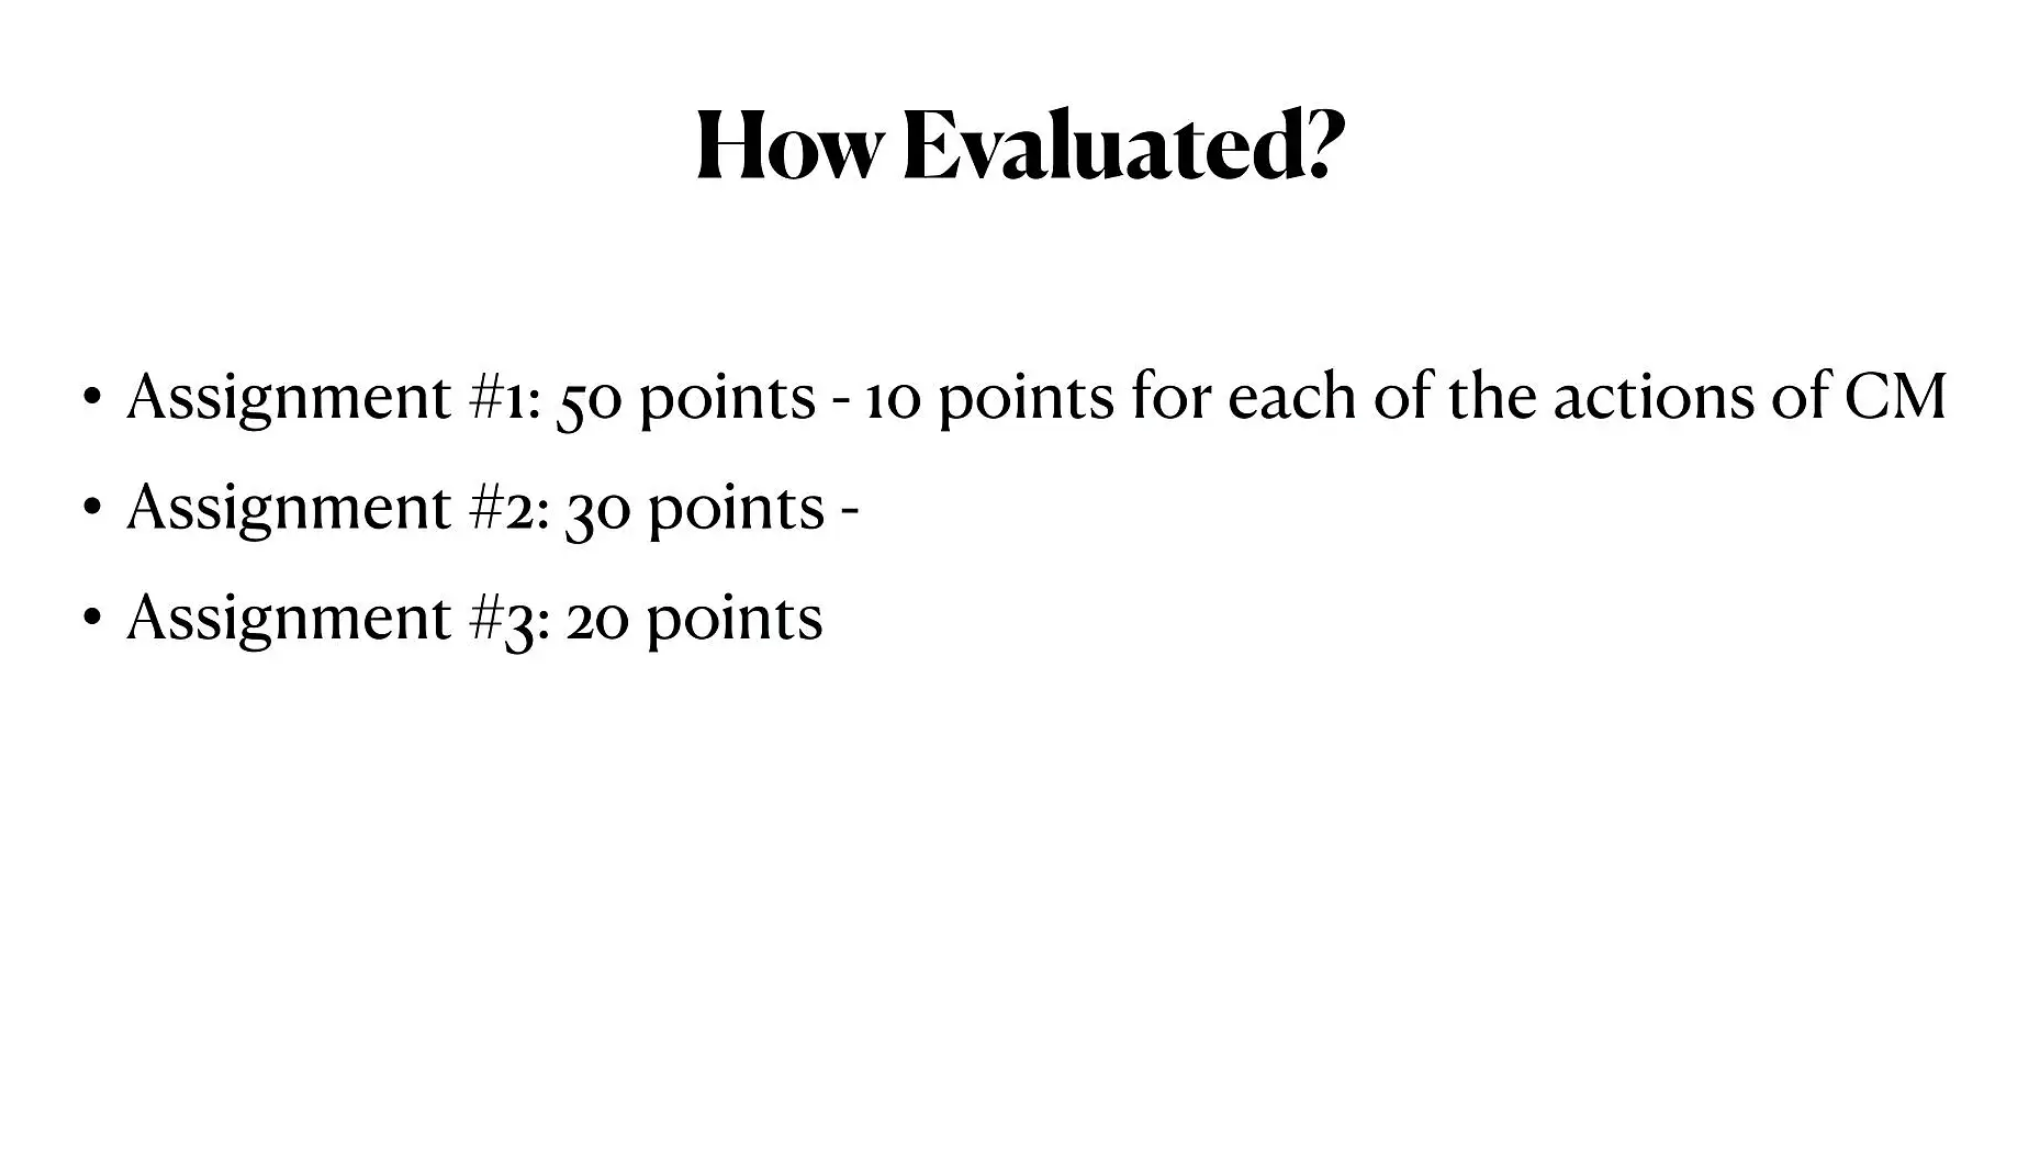 How Evaluated?
• Assignment #1: 50 points - 10 points for each of the actions of CM
• Assignment #2: 30 points -
• Assignment #3: 20 points